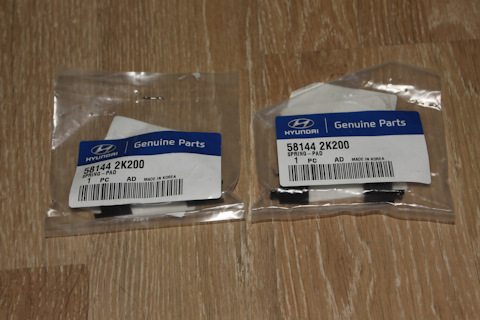 HYUNDAI
Genuine Parts
58144 2K200
SPRING - PAD
1 PC AD MADE IN KOREA
HYUNDAI
Genuine Parts
58144 2K200
SPRING - PAD
1 PC AD MADE IN KOREA